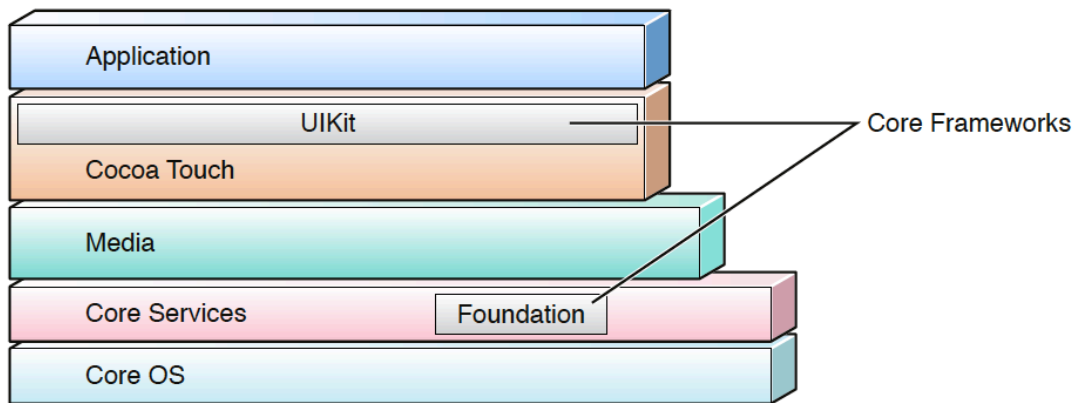 Application
UIKit
Core Frameworks
Cocoa Touch
Media
Core Services
Foundation
Core OS